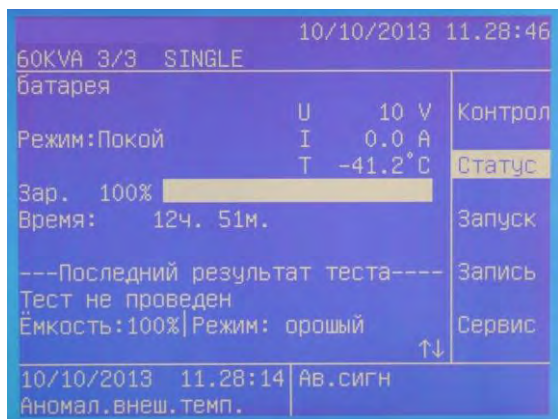 10/10/2013 11.28:46
60KVA 3/3 SINGLE
батарея
U 10 V
Контрол
Режим:Покой
I 0.0 A
T -41.2°C
Статус
Зар. 100%
Время: 12ч. 51м.
Запуск
---Последний результат теста----
Запись
Тест не проведен
Ёмкость:100%|Режим: орошый
Сервис
↑↓
10/10/2013 11.28:14
Ав.сигн
Аномал.внеш.темп.